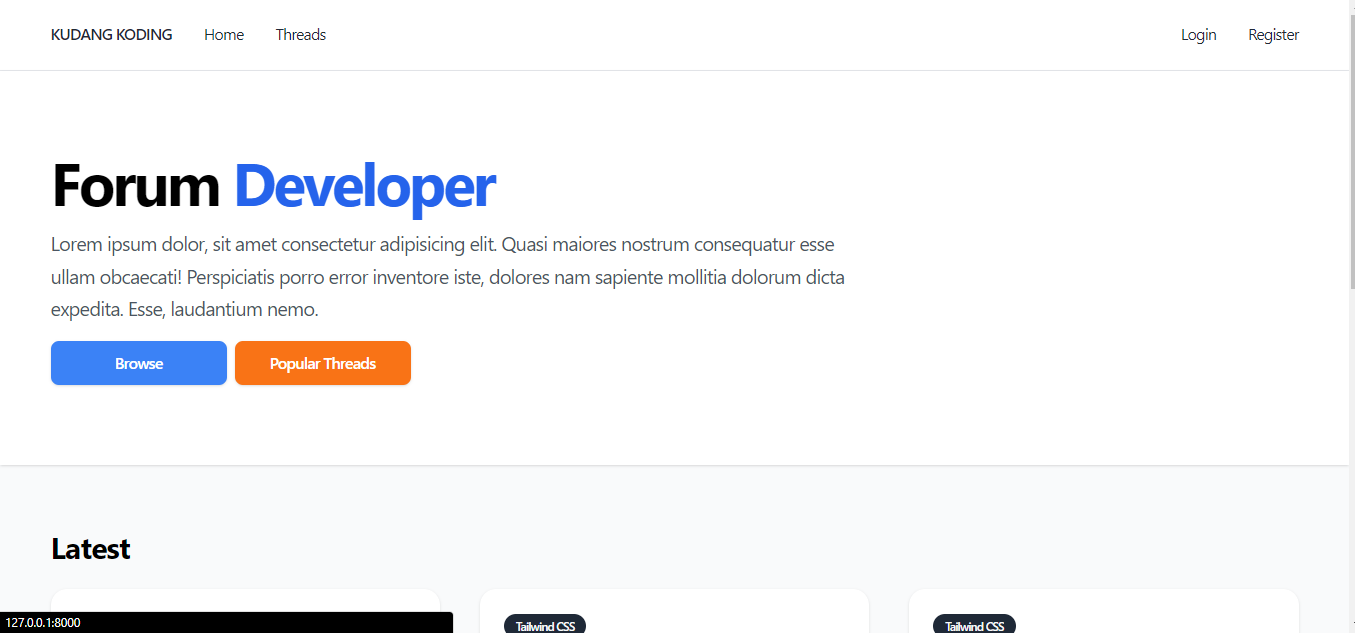 KUDANG KODING Home Threads Login Register
Forum Developer
Lorem ipsum dolor, sit amet consectetur adipisicing elit. Quasi maiores nostrum consequatur esse
ullam obcaecati! Perspiciatis porro error inventore iste, dolores nam sapiente mollitia dolorum dicta
expedita. Esse, laudantium nemo.
Browse Popular Threads
Latest
Tailwind CSS Tailwind CSS
127.0.0.1:8000